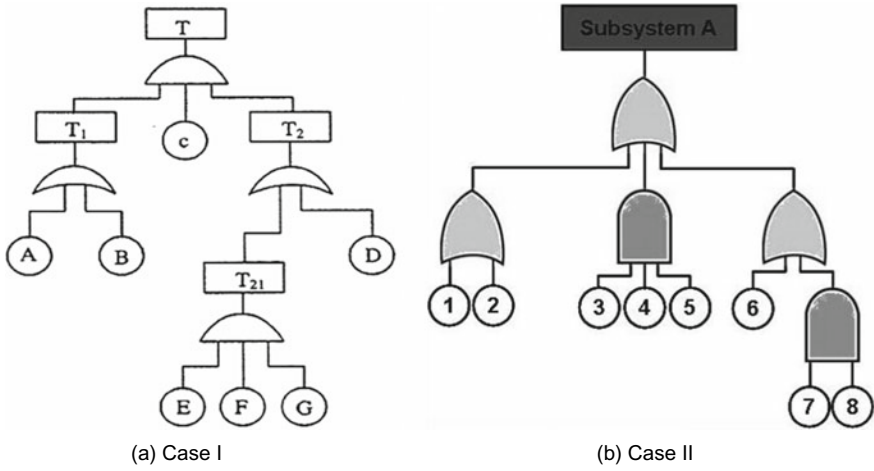 T
Subsystem A
T1
c
T2
A
B
D
T21
E
F
G
1
2
3
4
5
6
7
8
(a) Case I
(b) Case II